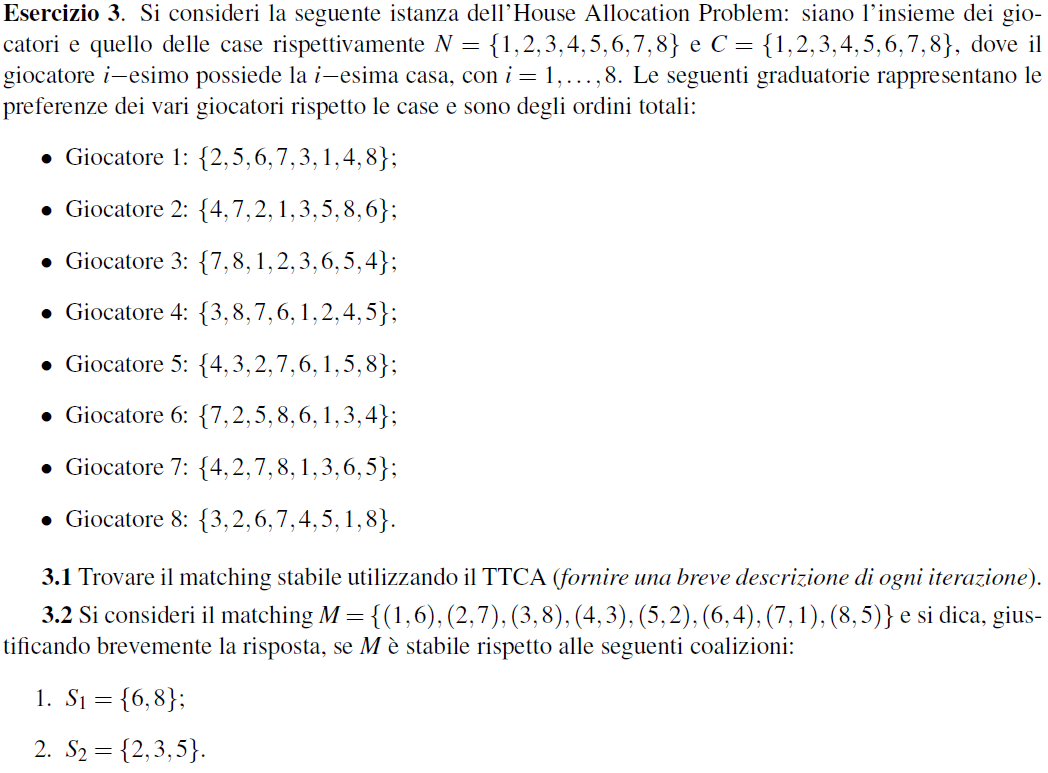 Esercizio 3. Si consideri la seguente istanza dell'House Allocation Problem: siano l'insieme dei gio-
catori e quello delle case rispettivamente N = {1,2,3,4,5,6,7,8} e C = {1,2,3,4,5,6,7,8}, dove il
giocatore i−esimo possiede la i−esima casa, con i = 1,...,8. Le seguenti graduatorie rappresentano le
preferenze dei vari giocatori rispetto le case e sono degli ordini totali:
• Giocatore 1: {2,5,6,7,3,1,4,8};
• Giocatore 2: {4,7,2,1,3,5,8,6};
• Giocatore 3: {7,8,1,2,3,6,5,4};
• Giocatore 4: {3,8,7,6,1,2,4,5};
• Giocatore 5: {4,3,2,7,6,1,5,8};
• Giocatore 6: {7,2,5,8,6,1,3,4};
• Giocatore 7: {4,2,7,8,1,3,6,5};
• Giocatore 8: {3,2,6,7,4,5,1,8}.
3.1 Trovare il matching stabile utilizzando il TTCA (fornire una breve descrizione di ogni iterazione).
3.2 Si consideri il matching M = {(1,6),(2,7),(3,8),(4,3),(5,2),(6,4),(7,1),(8,5)} e si dica, gius-
tificando brevemente la risposta, se M è stabile rispetto alle seguenti coalizioni:
1. S₁ = {6,8};
2. S₂ = {2,3,5}.